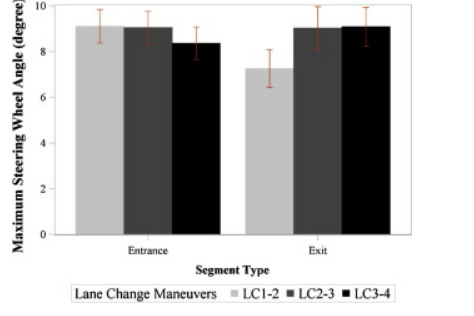 Maximum Steering Wheel Angle (degree)
10
8
6
4
2
0
Entrance Exit
Segment Type
Lane Change Maneuvers LC1-2 LC2-3 LC3-4